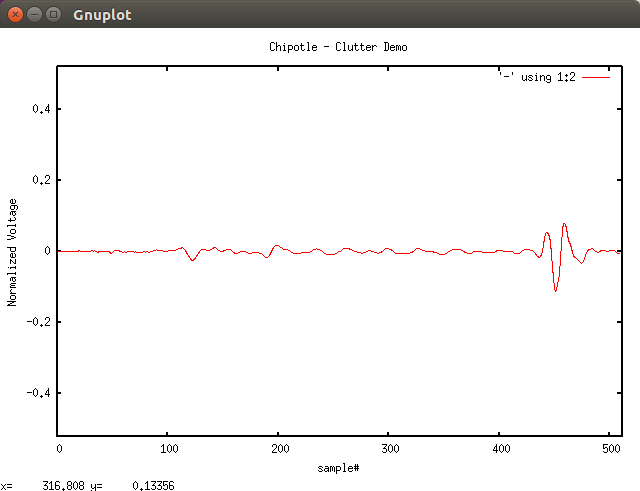 Gnuplot
Chipotle - Clutter Demo
'-' using 1:2
0.4
0.2
0
-0.2
-0.4
Normalized Voltage
0 100 200 300 400 500
sample#
x= 316.808 y= 0.13356